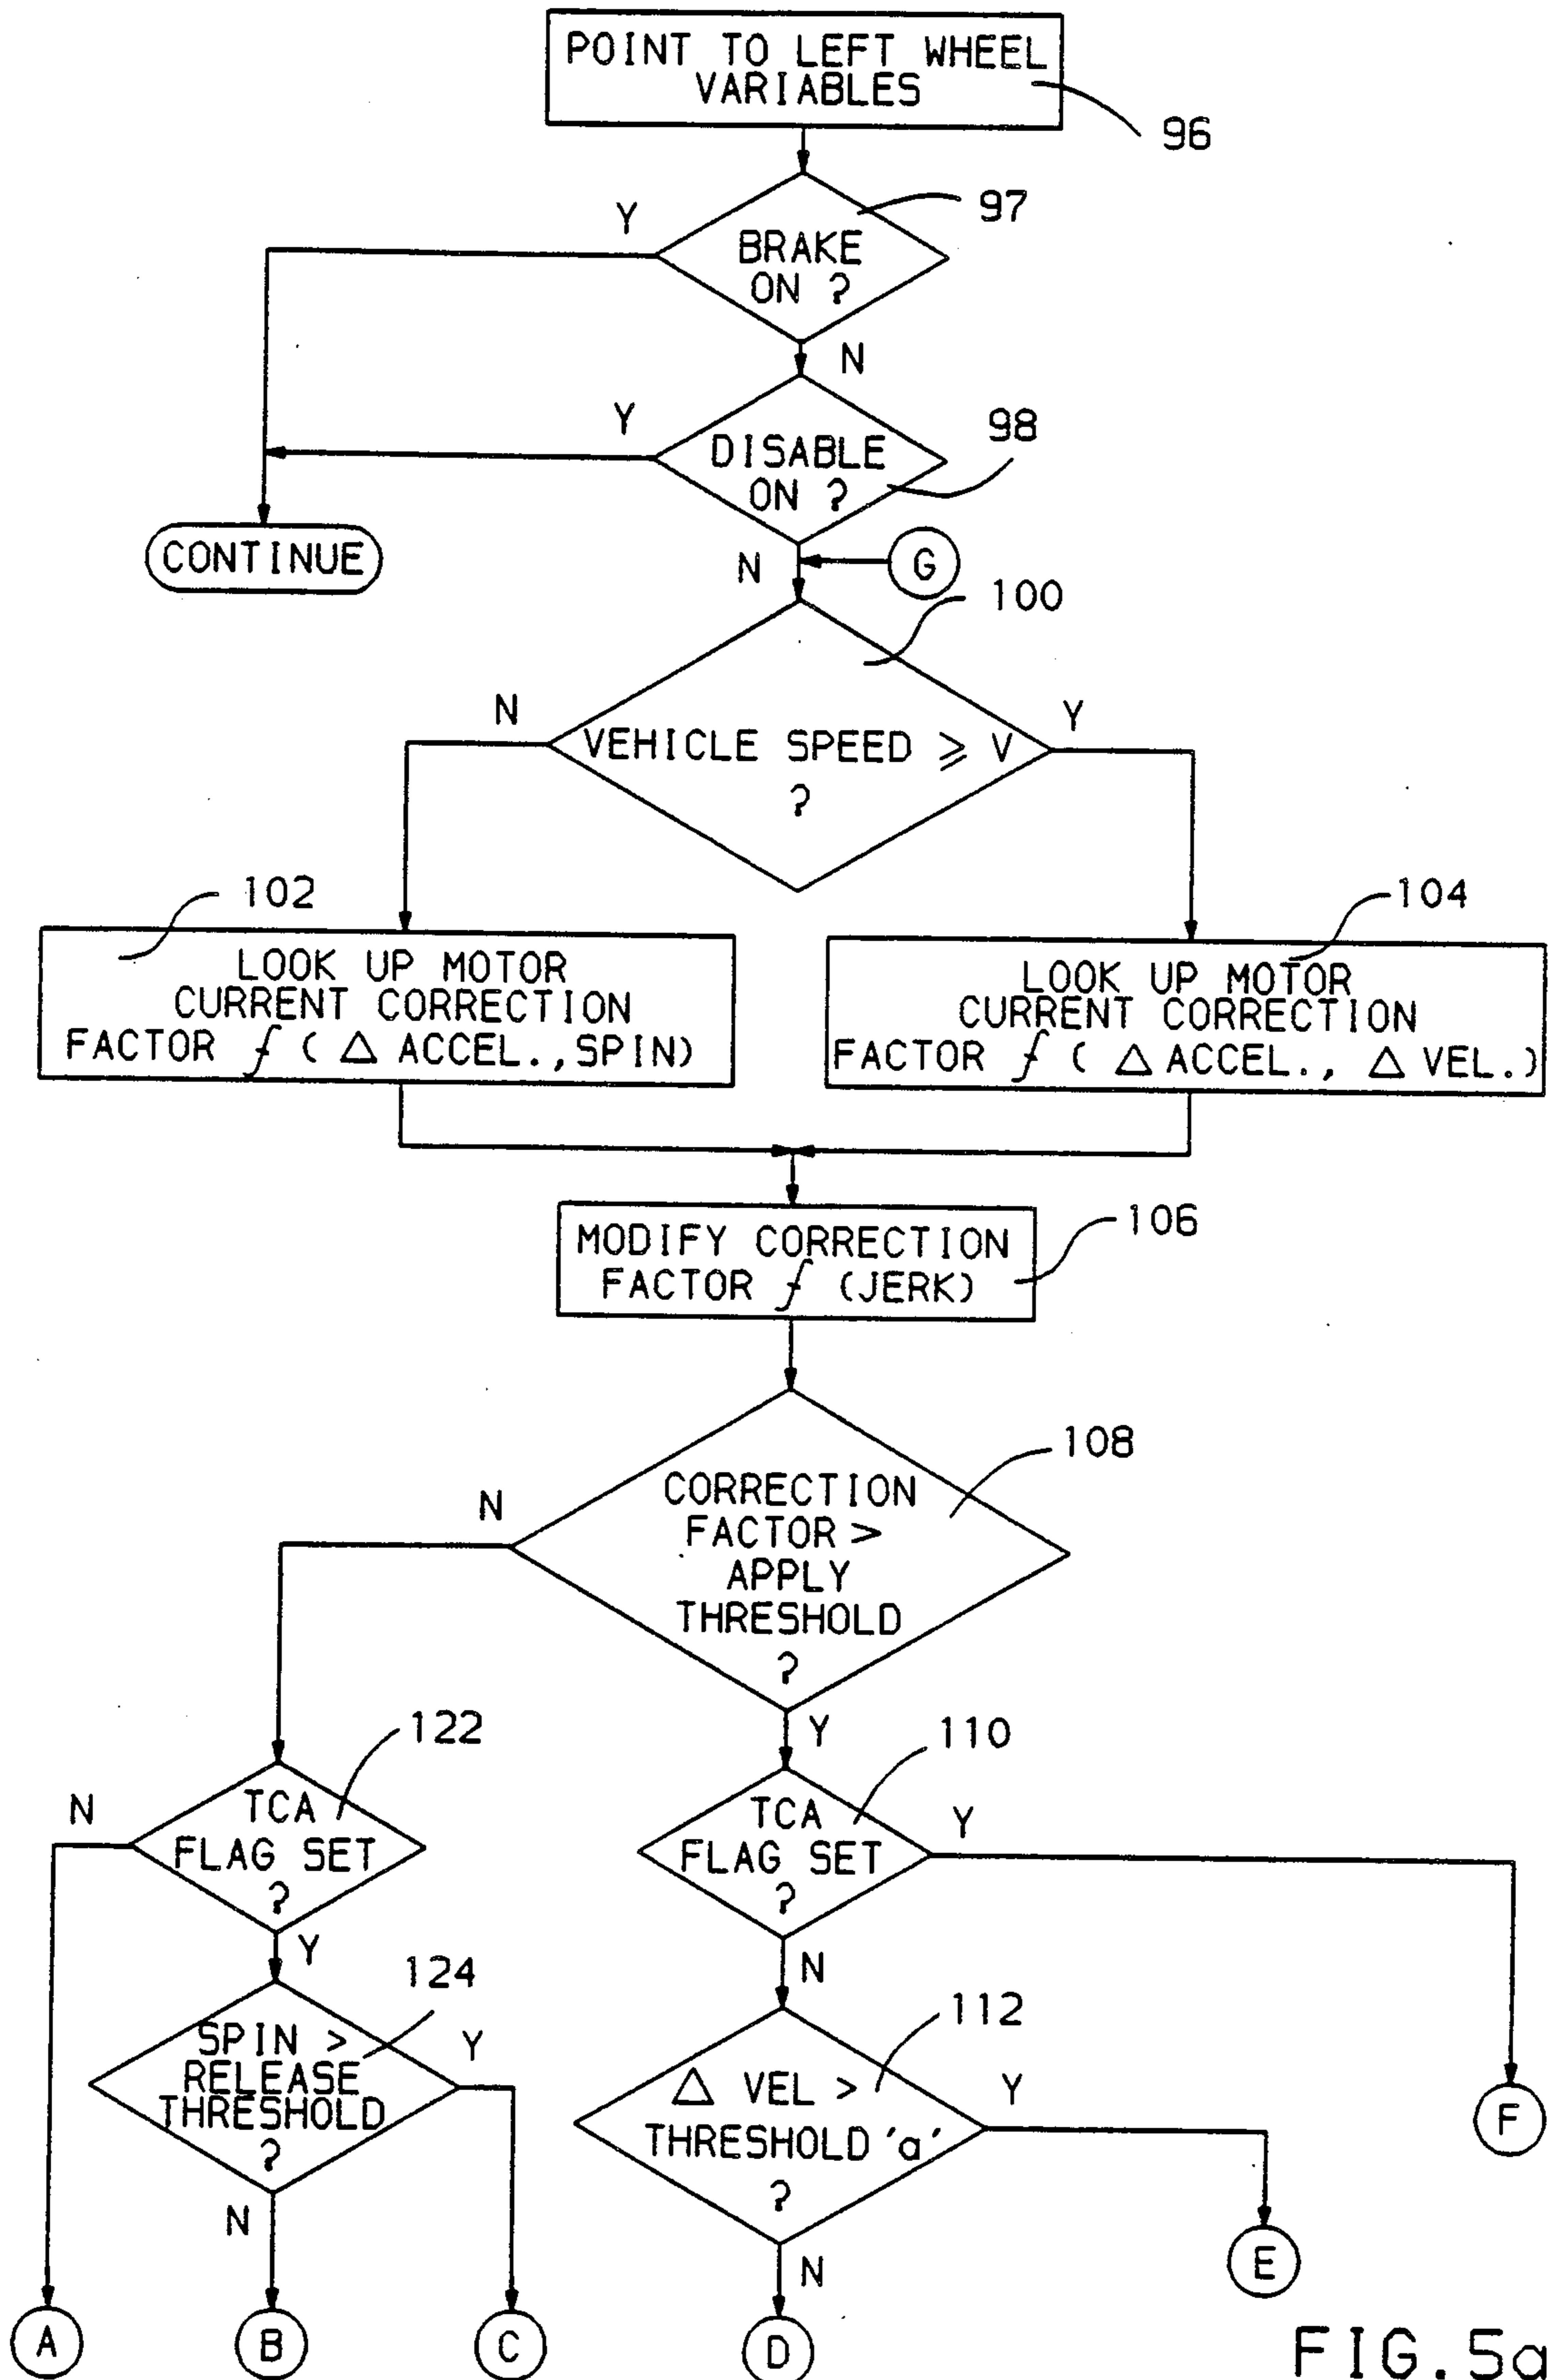 POINT TO LEFT WHEEL
VARIABLES
96
97
Y
BRAKE
ON ?
N
98
Y
DISABLE
ON ?
CONTINUE
N
G
100
N
Y
VEHICLE SPEED ⩾ V
?
102
104
LOOK UP MOTOR
CURRENT CORRECTION
FACTOR ƒ ( △ ACCEL.,SPIN)
LOOK UP MOTOR
CURRENT CORRECTION
FACTOR ƒ ( △ ACCEL., △ VEL.)
106
MODIFY CORRECTION
FACTOR ƒ (JERK)
108
N
CORRECTION
FACTOR >
APPLY
THRESHOLD
?
Y
122
110
N
TCA
FLAG SET
?
Y
TCA
FLAG SET
?
Y
N
124
112
SPIN >
RELEASE
THRESHOLD
?
Y
△ VEL >
THRESHOLD 'a'
?
Y
F
N
N
E
A
B
C
D
FIG.5a